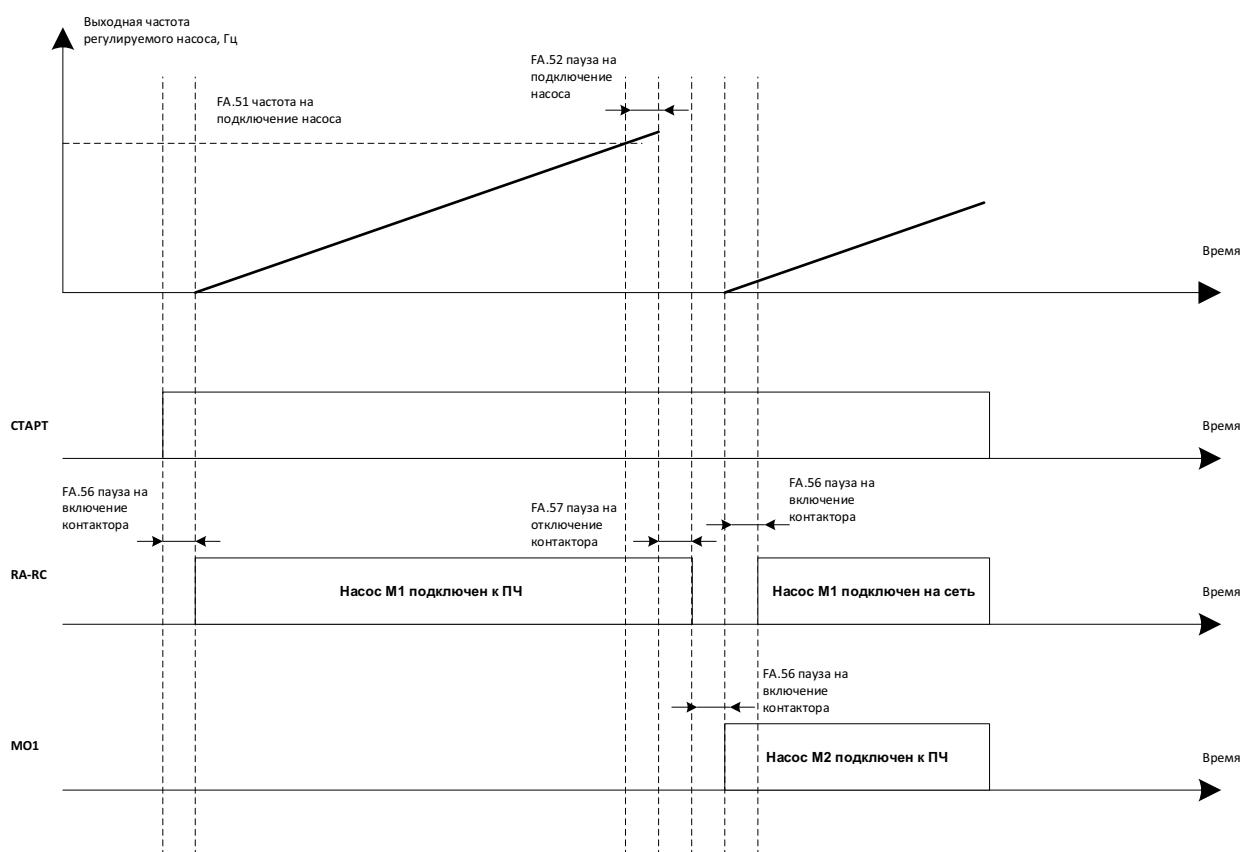 Выходная частота
регулируемого насоса, Гц
FA.52 пауза на
подключение
насоса
FA.51 частота на
подключение насоса
Время
СТАРТ
Время
FA.56 пауза на
включение
контактора
FA.57 пауза на
отключение
контактора
FA.56 пауза на
включение
контактора
RA-RC
Насос М1 подключен к ПЧ
Насос М1 подключен на сеть
Время
FA.56 пауза на
включение
контактора
МО1
Насос М2 подключен к ПЧ
Время